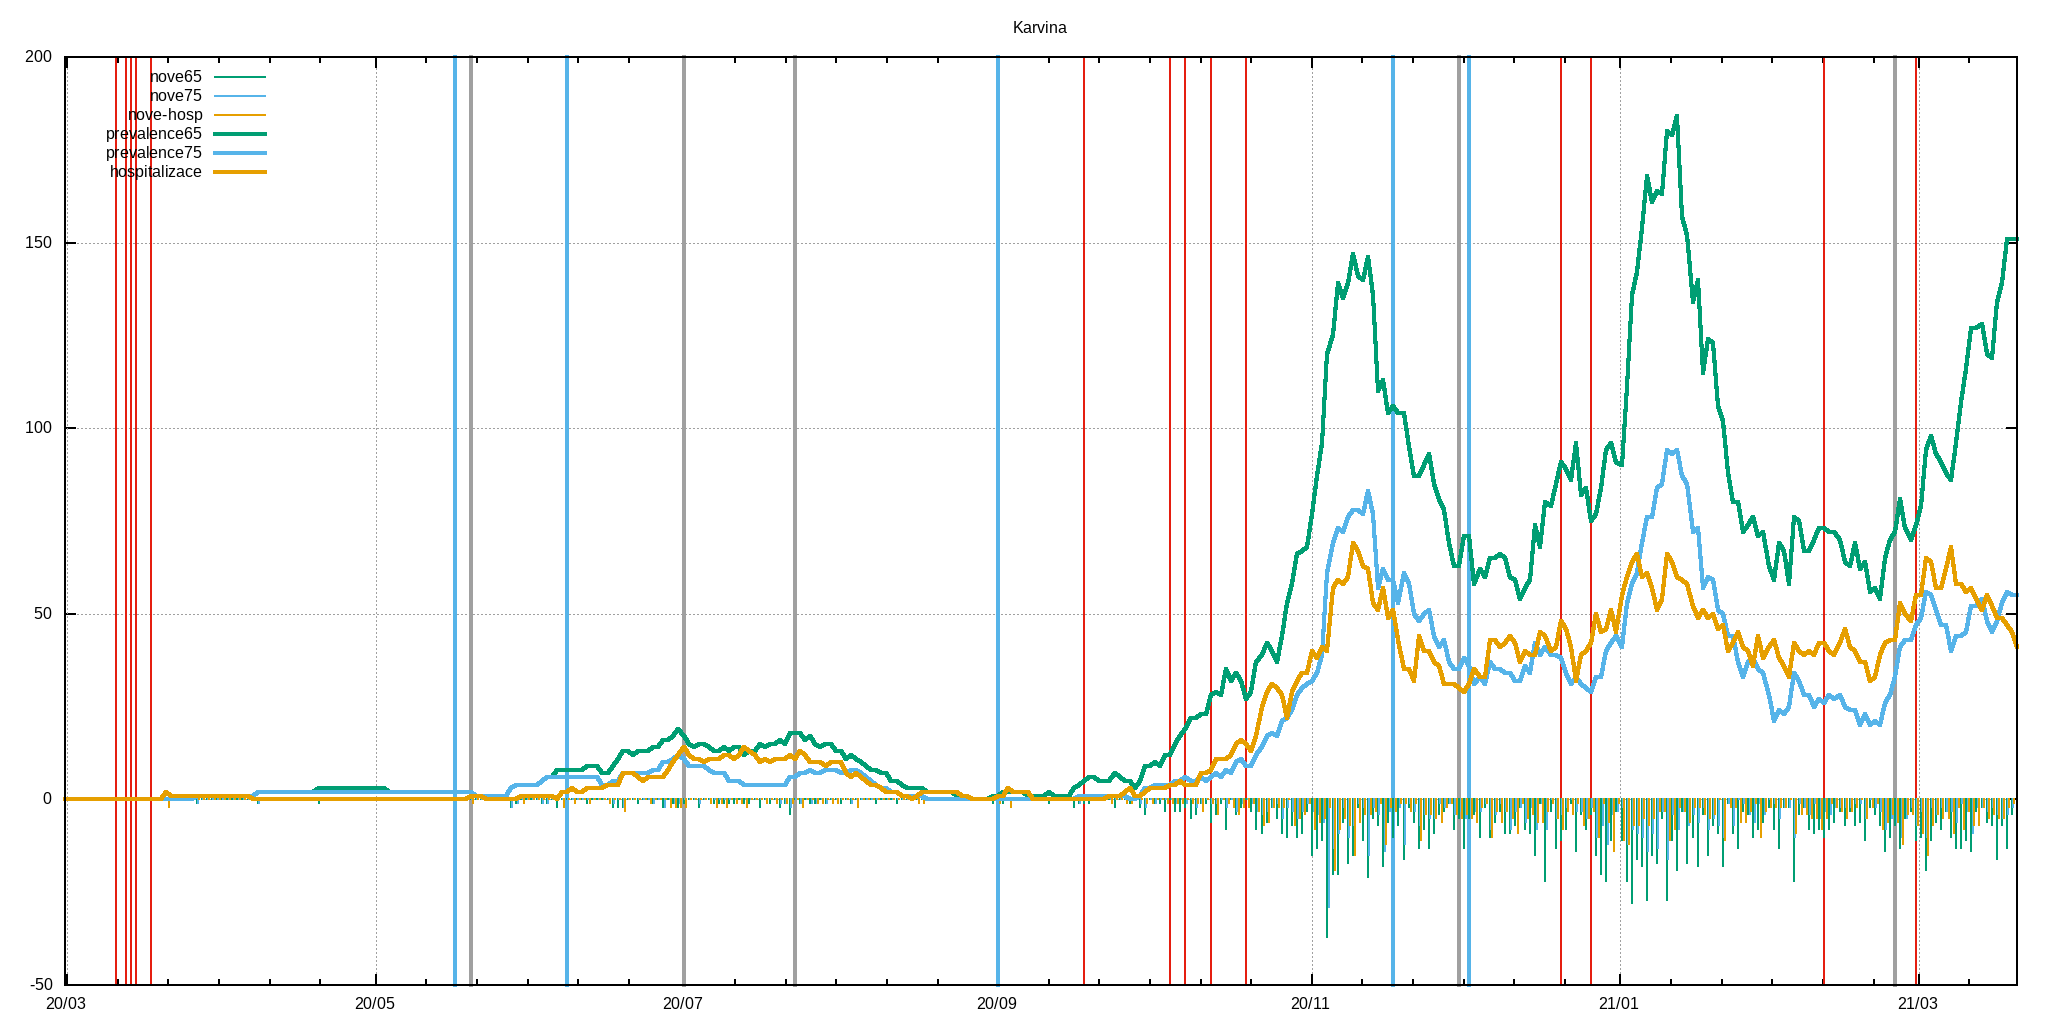 Karvina
200
150
100
50
0
-50
nove65
nove75
nove-hosp
prevalence65
prevalence75
hospitalizace
20/03 20/05 20/07 20/09 20/11 21/01 21/03